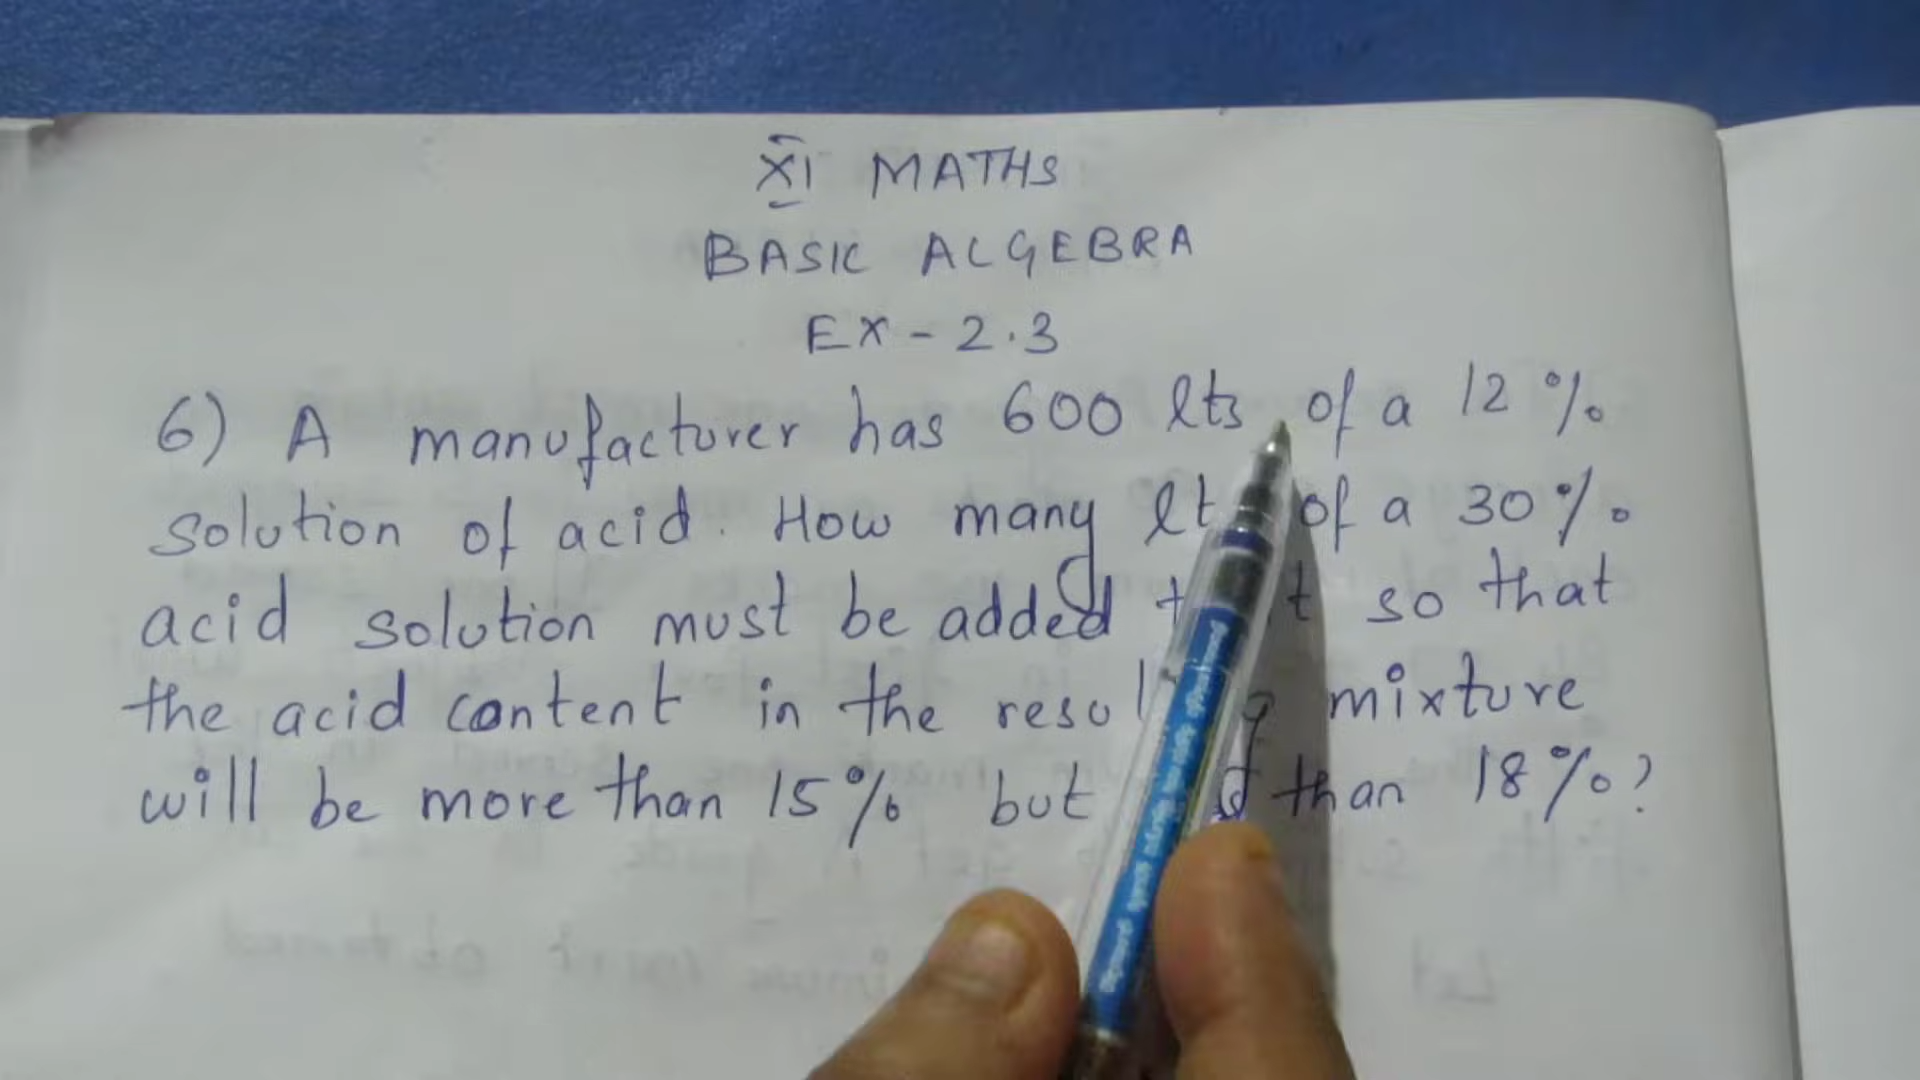 XI MATHS
BASIC ALGEBRA
EX - 2.3
6) A manufacturer has 600 lts of a 12%
solution of acid. How many lt of a 30%
acid solution must be added so that
the acid content in the mixture
will be more than 15% but than 18%?